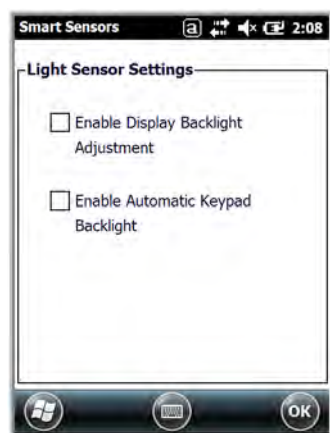 Smart Sensors a 2:08
Light Sensor Settings
Enable Display Backlight
Adjustment
Enable Automatic Keypad
Backlight
OK